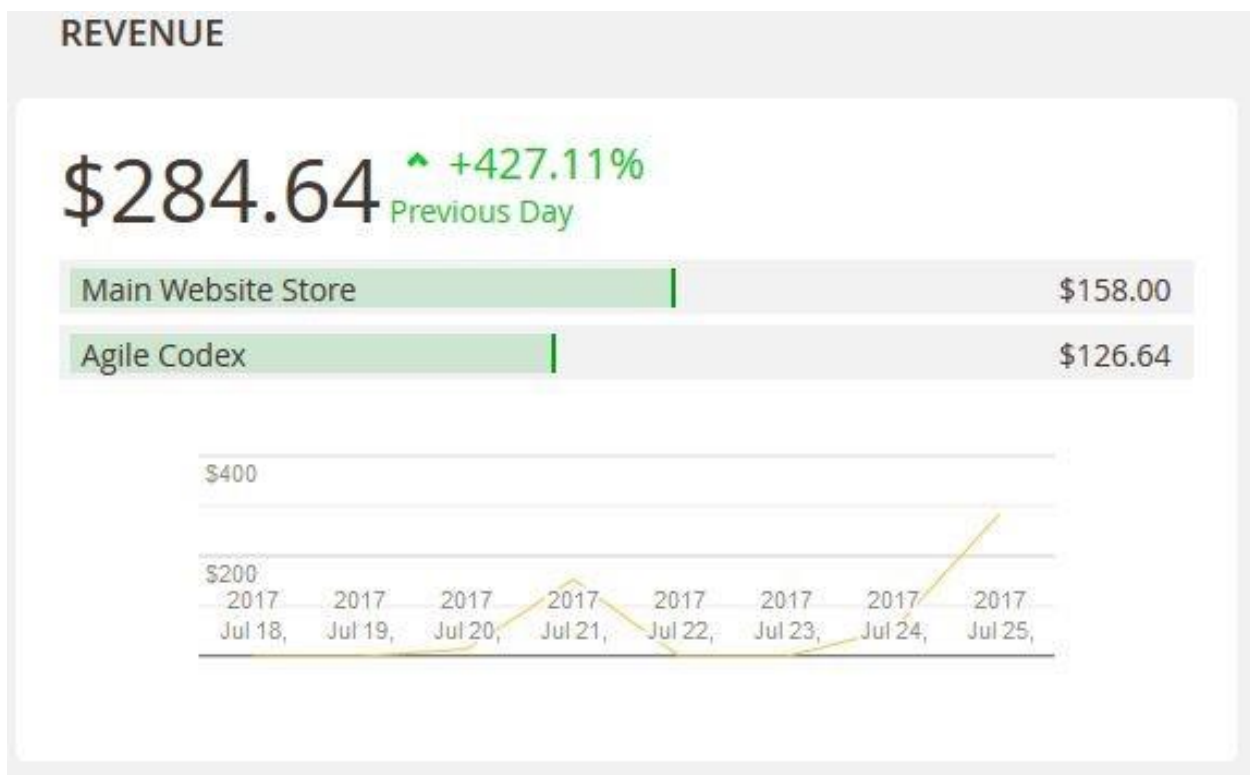 REVENUE
$284.64
+427.11%
Previous Day
Main Website Store $158.00
Agile Codex $126.64
$400
$200
2017 2017 2017 2017 2017 2017 2017 2017
Jul 18, Jul 19, Jul 20, Jul 21, Jul 22, Jul 23, Jul 24, Jul 25,